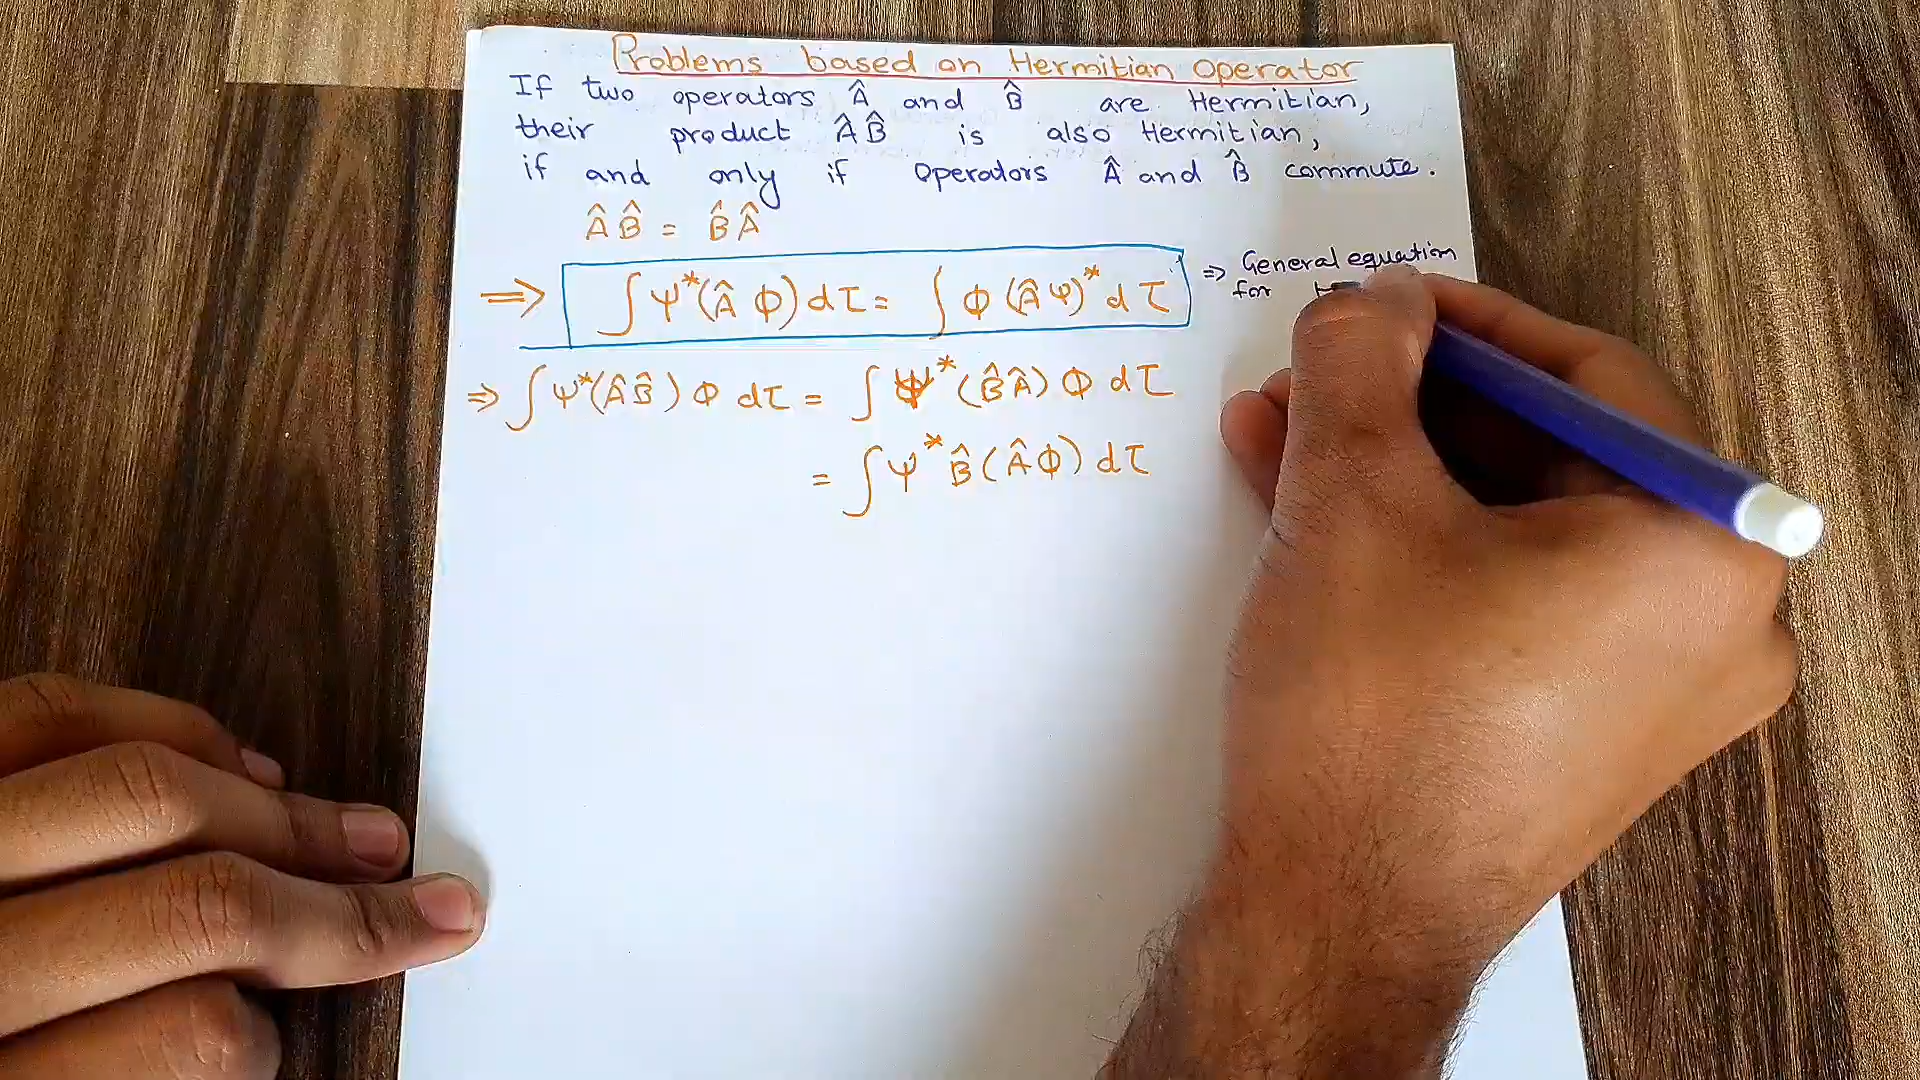 Problems based on Hermitian Operator
If two operators Â and B̂ are Hermitian,
their product ÂB̂ is also Hermitian,
if and only if Operators Â and B̂ commute.
ÂB̂ = B̂Â
⇒ ∫ψ*(Âϕ)dτ = ∫ϕ(Âψ)*dτ
⇒ General equation
for
⇒ ∫ψ*(ÂB̂)ϕ dτ = ∫ψ*(B̂Â)ϕ dτ
= ∫ψ*B̂(Âϕ)dτ